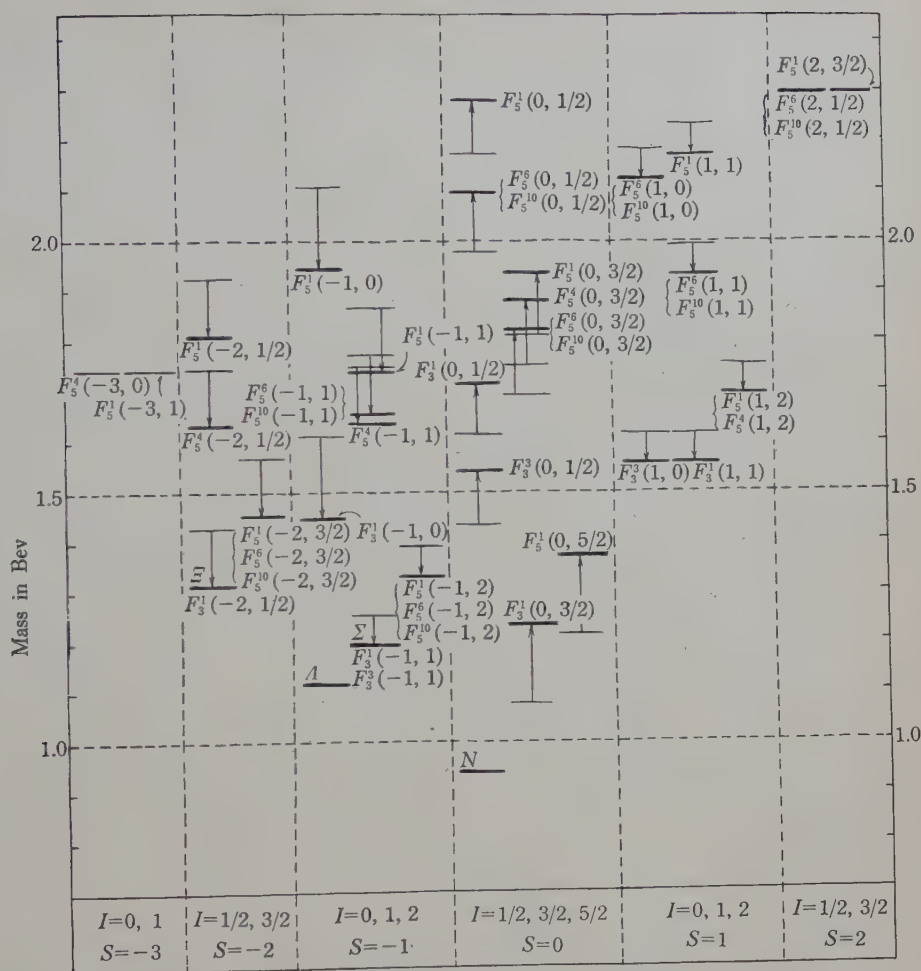 F₅¹(2, 3/2)
F₅⁶(2, 1/2)
F₅¹⁰(2, 1/2)
F₅¹(0, 1/2)
F₅¹(1, 1)
F₅⁶(0, 1/2)
F₅¹⁰(0, 1/2)
F₅⁶(1, 0)
F₅¹⁰(1, 0)
2.0
2.0
F₅¹(−1, 0)
F₅¹(0, 3/2)
F₅⁴(0, 3/2)
F₅⁶(0, 3/2)
F₅¹⁰(0, 3/2)
F₅⁶(1, 1)
F₅¹⁰(1, 1)
F₅¹(−2, 1/2)
F₅¹(−1, 1)
F₃¹(0, 1/2)
F₅⁴(−3, 0)
F₅¹(−3, 1)
F₅⁶(−1, 1)
F₅¹⁰(−1, 1)
F₅⁴(−1, 1)
F₅⁴(−2, 1/2)
F₅¹(1, 2)
F₅⁴(1, 2)
F₃³(0, 1/2)
F₃³(1, 0)
F₃¹(1, 1)
1.5
1.5
F₃¹(−1, 0)
F₅¹(−2, 3/2)
F₅⁶(−2, 3/2)
F₅¹⁰(−2, 3/2)
Ξ
F₃¹(−2, 1/2)
F₅¹(0, 5/2)
F₅¹(−1, 2)
F₅⁶(−1, 2)
F₅¹⁰(−1, 2)
F₃¹(0, 3/2)
Σ
F₃¹(−1, 1)
F₃³(−1, 1)
Λ
1.0
1.0
N
Mass in Bev
I=0, 1
S=−3
I=1/2, 3/2
S=−2
I=0, 1, 2
S=−1
I=1/2, 3/2, 5/2
S=0
I=0, 1, 2
S=1
I=1/2, 3/2
S=2